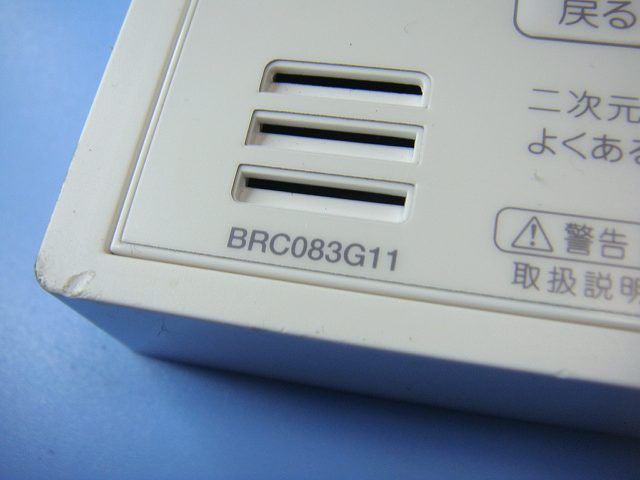 戻る
二次元
よくある
BRC083G11
⚠警告
取扱説明